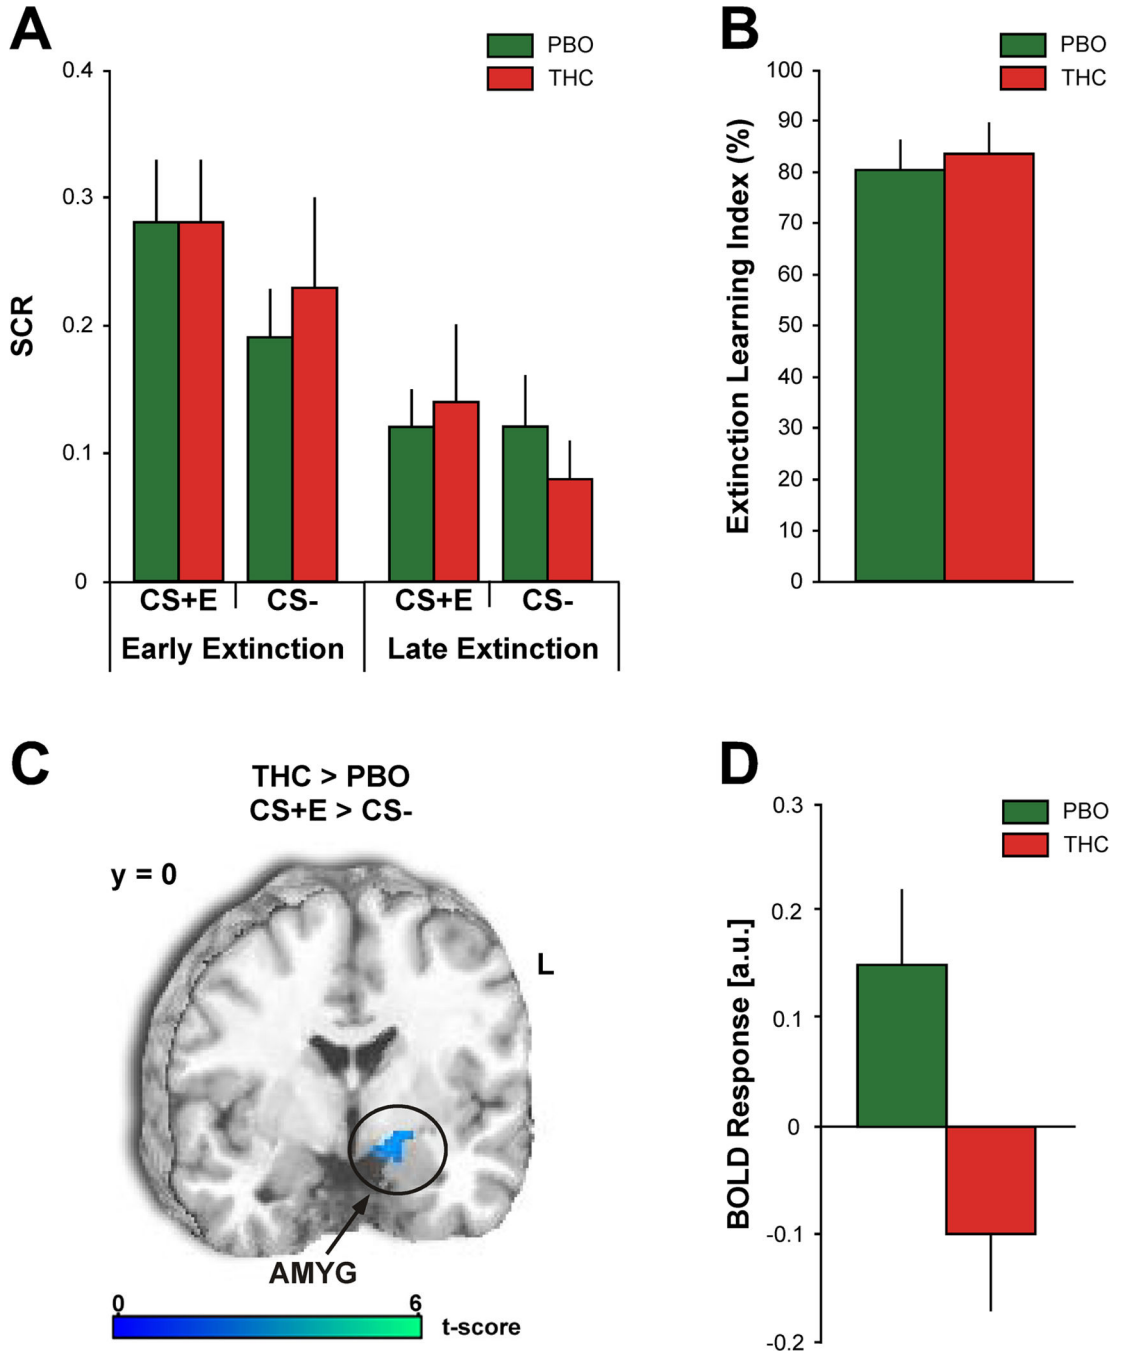 A
PBO
THC
0.4
0.3
0.2
0.1
0
SCR
CS+E CS- CS+E CS-
Early Extinction Late Extinction
B
PBO
THC
100
90
80
70
60
50
40
30
20
10
0
Extinction Learning Index (%)
C
THC > PBO
CS+E > CS-
y = 0
L
AMYG
0 6
t-score
D
PBO
THC
0.3
0.2
0.1
0
-0.1
-0.2
BOLD Response [a.u.]